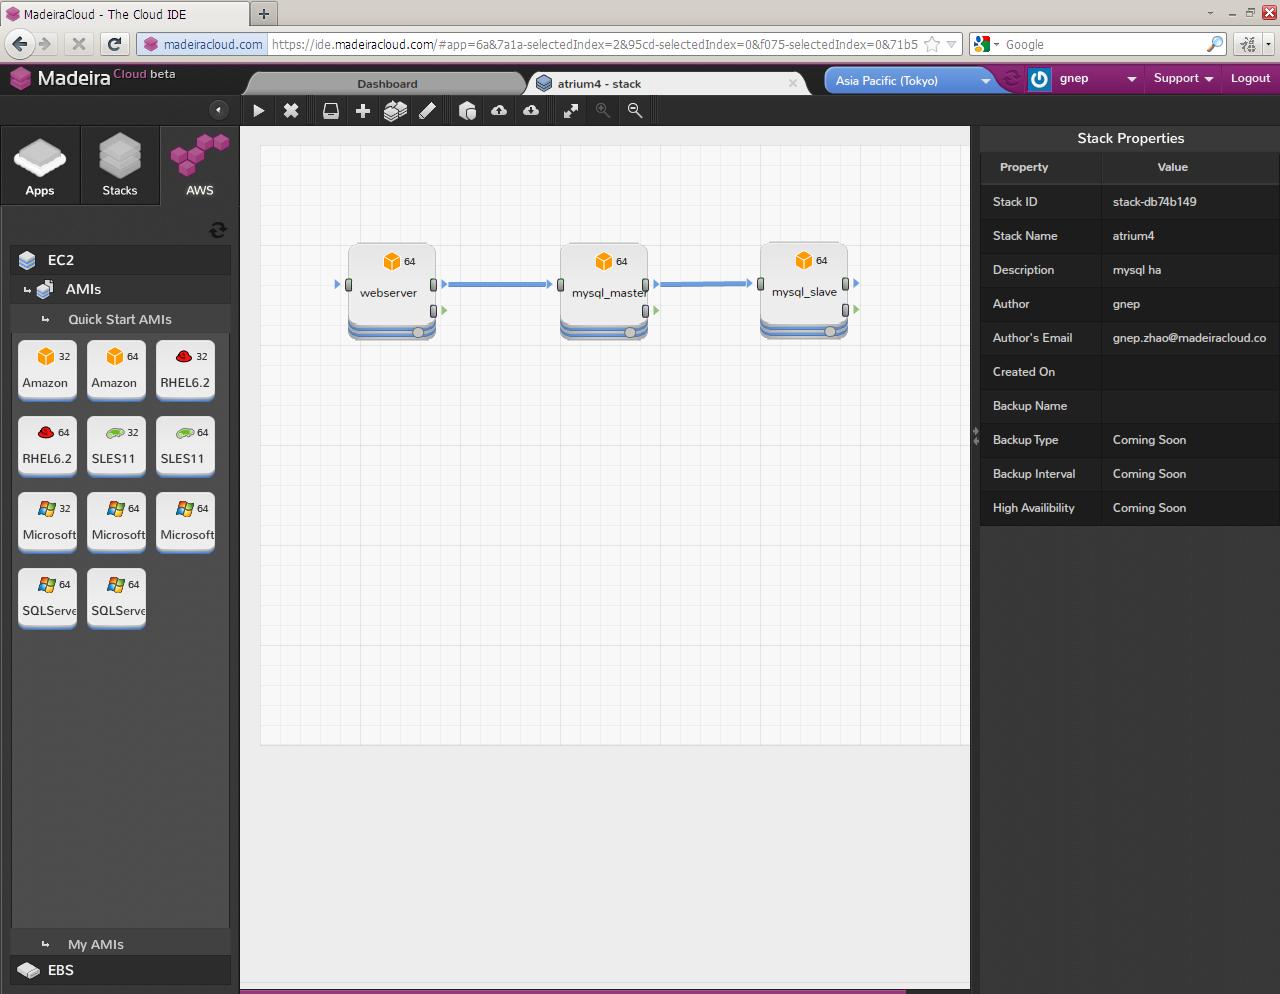 MadeiraCloud - The Cloud IDE
madeiracloud.com https://ide.madeiracloud.com/#app=6a&7a1a-selectedIndex=2&95cd-selectedIndex=0&f075-selectedIndex=0&71b5
Google
Madeira Cloud beta
Dashboard
atrium4 - stack
Asia Pacific (Tokyo)
gnep
Support
Logout
Apps
Stacks
AWS
EC2
AMIs
Quick Start AMIs
32 Amazon
64 Amazon
32 RHEL6.2
64 RHEL6.2
32 SLES11
64 SLES11
32 Microsoft
64 Microsoft
64 Microsoft
64 SQLServe
64 SQLServe
My AMIs
EBS
64 webserver
64 mysql_master
64 mysql_slave
Stack Properties
Property Value
Stack ID stack-db74b149
Stack Name atrium4
Description mysql ha
Author gnep
Author's Email gnep.zhao@madeiracloud.co
Created On
Backup Name
Backup Type Coming Soon
Backup Interval Coming Soon
High Availibility Coming Soon